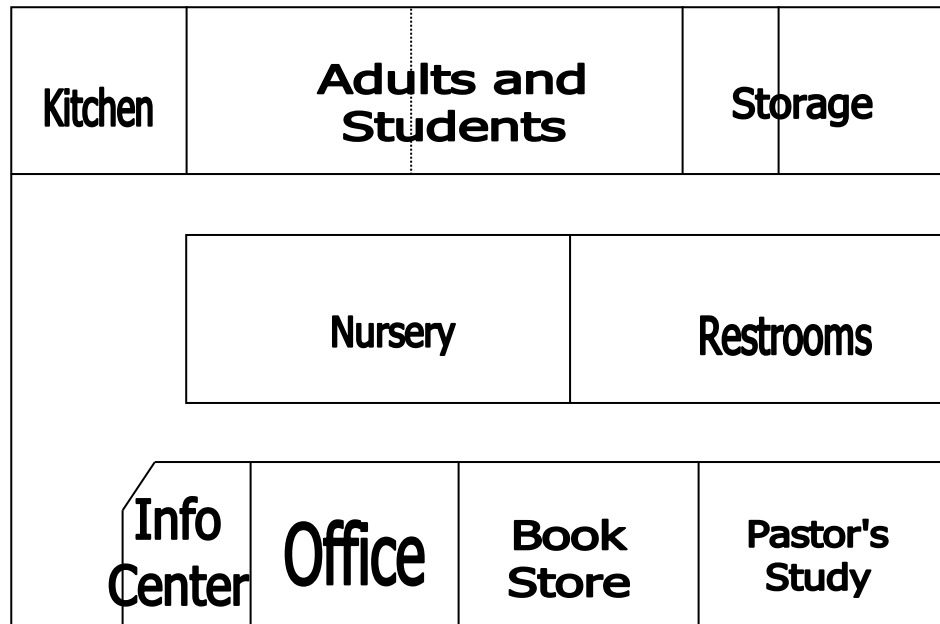 Kitchen
Adults and
Students
Storage
Nursery
Restrooms
Info
Center
Office
Book
Store
Pastor's
Study